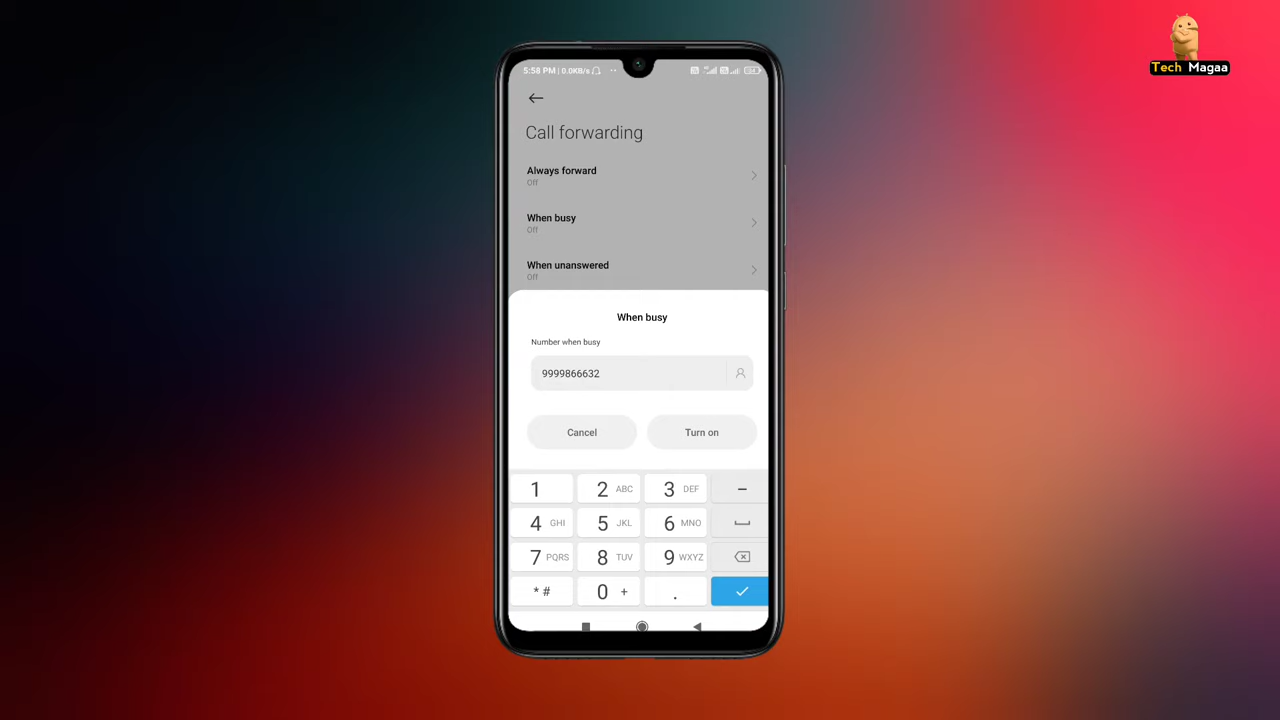 Tech Magaa
5:58 PM | 0.0KB/s
Call forwarding
Always forward
Off
When busy
Off
When unanswered
Off
When busy
Number when busy
9999866632
Cancel Turn on
1 2 ABC 3 DEF -
4 GHI 5 JKL 6 MNO
7 PQRS 8 TUV 9 WXYZ
* # 0 + .